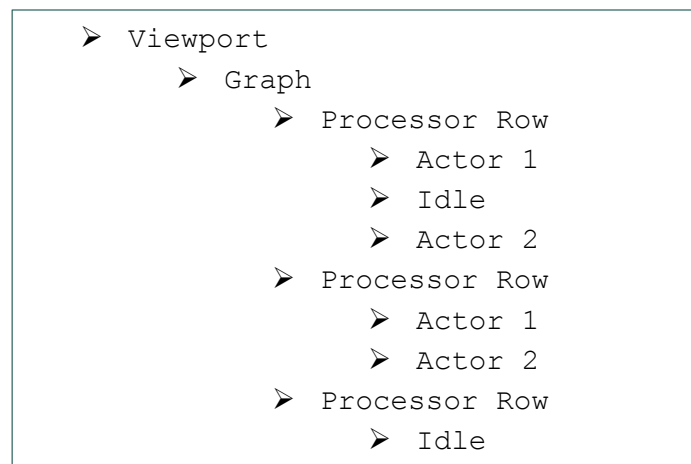 ➢ Viewport
➢ Graph
➢ Processor Row
➢ Actor 1
➢ Idle
➢ Actor 2
➢ Processor Row
➢ Actor 1
➢ Actor 2
➢ Processor Row
➢ Idle